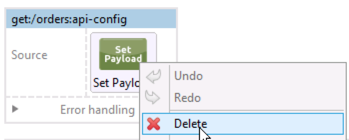 get:/orders:api-config
Source
Set
Payload
Set Paylo
Error handling
Undo
Redo
Delete